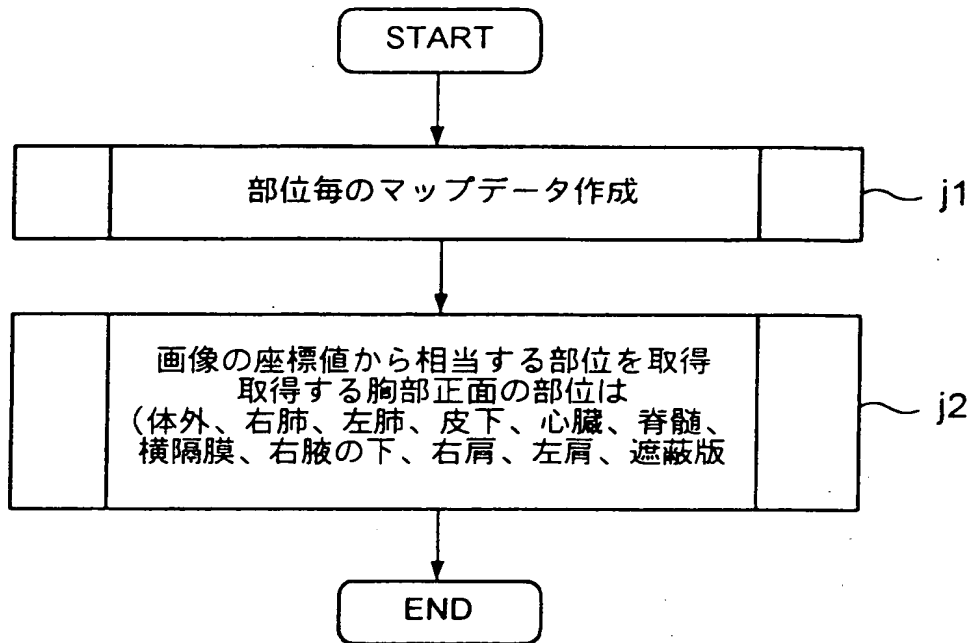 START
部位毎のマップデータ作成
j1
画像の座標値から相当する部位を取得
取得する胸部正面の部位は
(体外、右肺、左肺、皮下、心臓、脊髄、
横隔膜、右腋の下、右肩、左肩、遮蔽版
j2
END